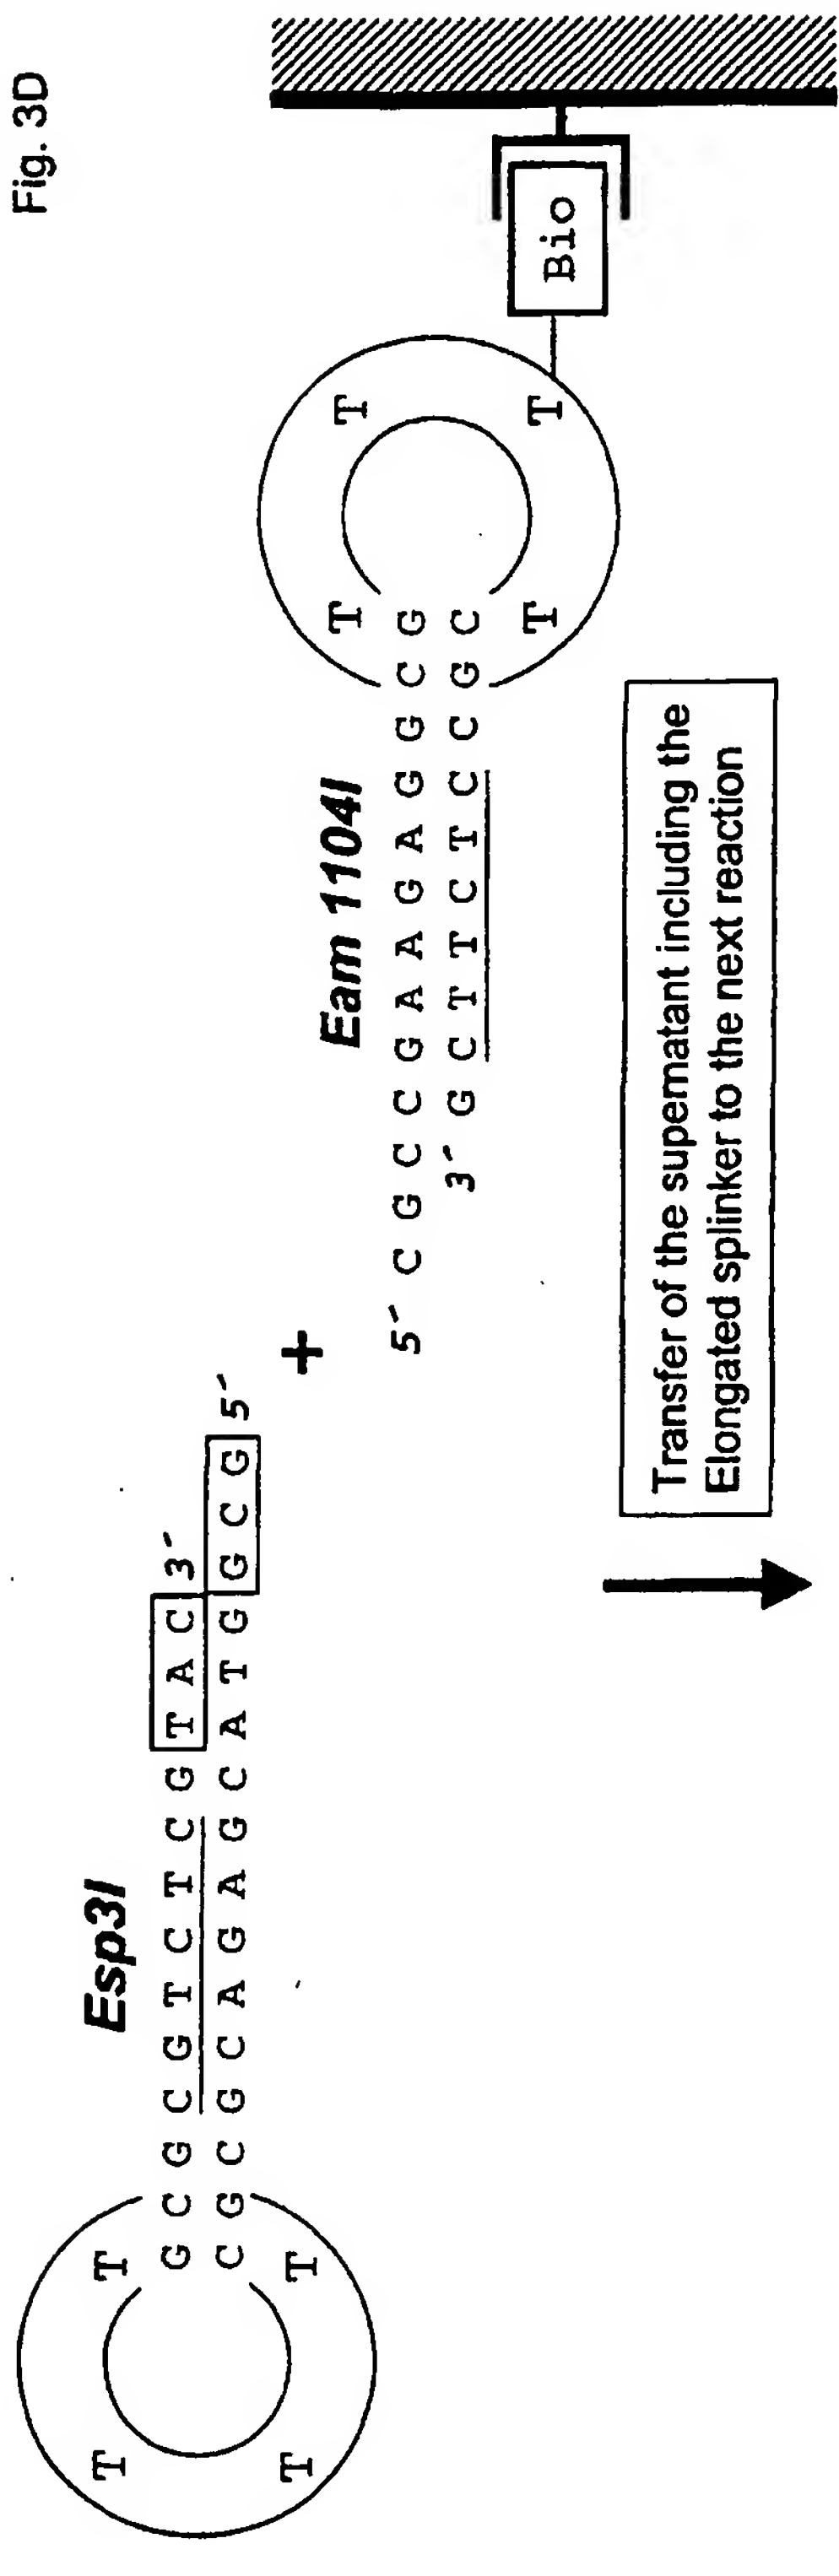 Fig. 3D
Esp3I
T T
G C G C G T C T C G T A C 3´
C G C G C A G A G C A T G G C G 5´
T T
+
Eam 1104I
T T
5´ C G C C G A A G A G G C G
3´ G C T T C T C C G C
T T
Bio
Transfer of the supernatant including the
Elongated splinker to the next reaction